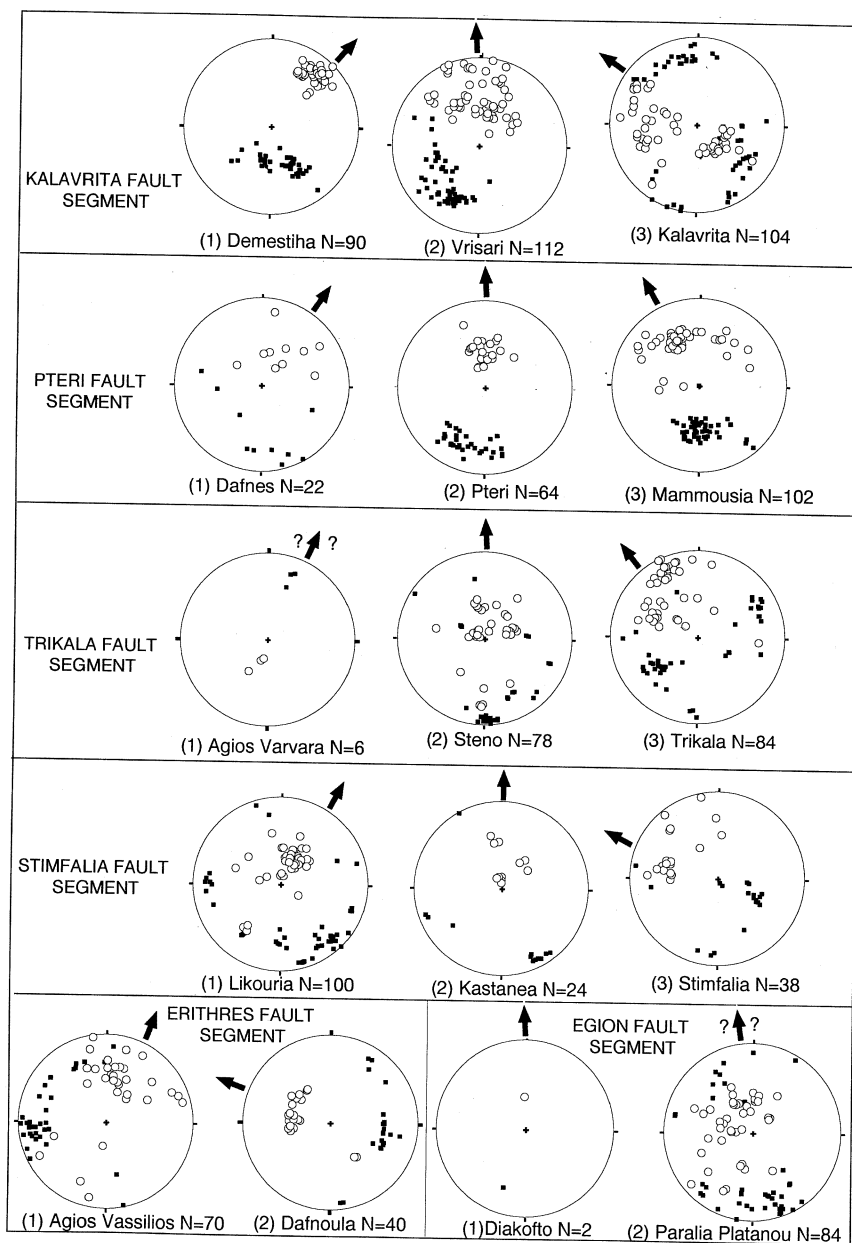 KALAVRITA FAULT
SEGMENT
(1) Demestiha N=90
(2) Vrisari N=112
(3) Kalavrita N=104
PTERI FAULT
SEGMENT
(1) Dafnes N=22
(2) Pteri N=64
(3) Mammousia N=102
TRIKALA FAULT
SEGMENT
? ?
(1) Agios Varvara N=6
(2) Steno N=78
(3) Trikala N=84
STIMFALIA FAULT
SEGMENT
(1) Likouria N=100
(2) Kastanea N=24
(3) Stimfalia N=38
ERITHRES FAULT
SEGMENT
(1) Agios Vassilios N=70
(2) Dafnoula N=40
EGION FAULT
SEGMENT
? ?
(1)Diakofto N=2
(2) Paralia Platanou N=84